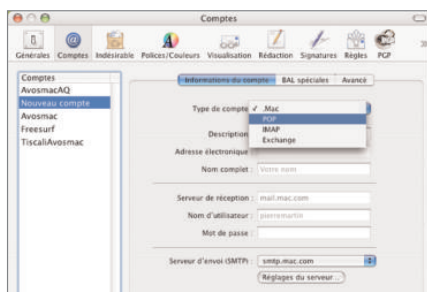 Comptes
Générales Comptes Indésirable Polices/Couleurs Visualisation Rédaction Signatures Règles PGP
Comptes
AvosmacAQ
Nouveau compte
Avosmac
Freesurf
TiscaliAvosmac
Informations du compte BAL spéciales Avancé
Type de compte ✓ .Mac
POP
IMAP
Exchange
Description
Adresse électronique :
Nom complet : Votre nom
Serveur de réception : mail.mac.com
Nom d'utilisateur : pierremartin
Mot de passe :
Serveur d'envoi (SMTP) : smtp.mac.com
Réglages du serveur...